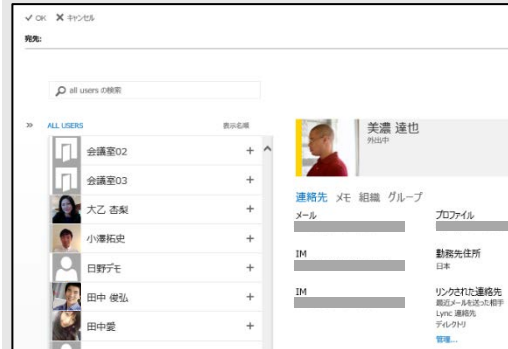 ✓ OK ✕ キャンセル
宛先:
all users の検索
» ALL USERS 表示名順
会議室02 +
会議室03 +
大乙 杏梨 +
小澤拓史 +
日野デモ +
田中 俊弘 +
田中愛 +
美濃 達也
外出中
連絡先 メモ 組織 グループ
メール プロファイル
IM 勤務先住所
日本
IM リンクされた連絡先
最近メールを送った相手
Lync 連絡先
ディレクトリ
管理...